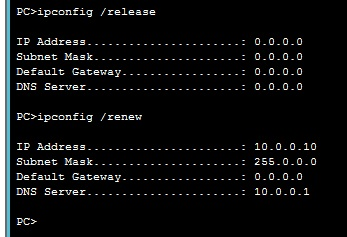 PC>ipconfig /release
IP Address......................: 0.0.0.0
Subnet Mask.....................: 0.0.0.0
Default Gateway.................: 0.0.0.0
DNS Server......................: 0.0.0.0
PC>ipconfig /renew
IP Address......................: 10.0.0.10
Subnet Mask.....................: 255.0.0.0
Default Gateway.................: 0.0.0.0
DNS Server......................: 10.0.0.1
PC>